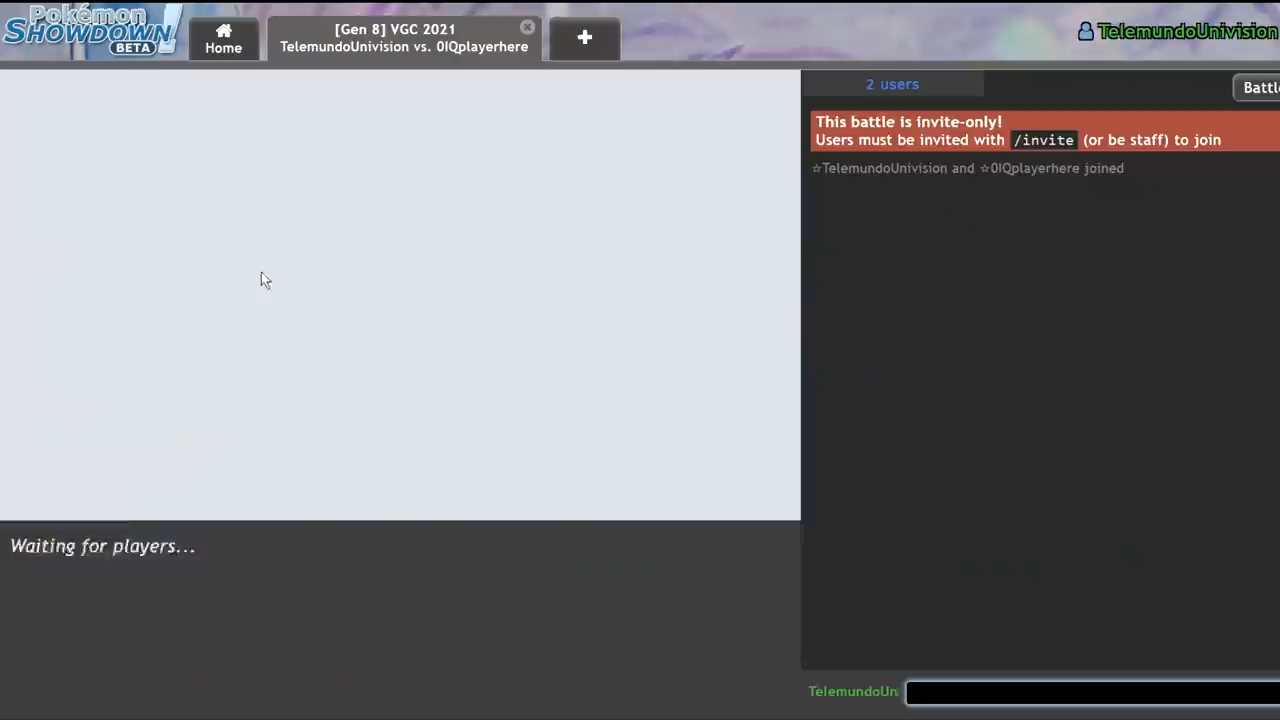 Pokémon
SHOWDOWN!
BETA
Home
[Gen 8] VGC 2021
TelemundoUnivision vs. 0IQplayerhere
TelemundoUnivision
2 users
Battl
This battle is invite-only!
Users must be invited with /invite (or be staff) to join
☆TelemundoUnivision and ☆0IQplayerhere joined
Waiting for players...
TelemundoUn